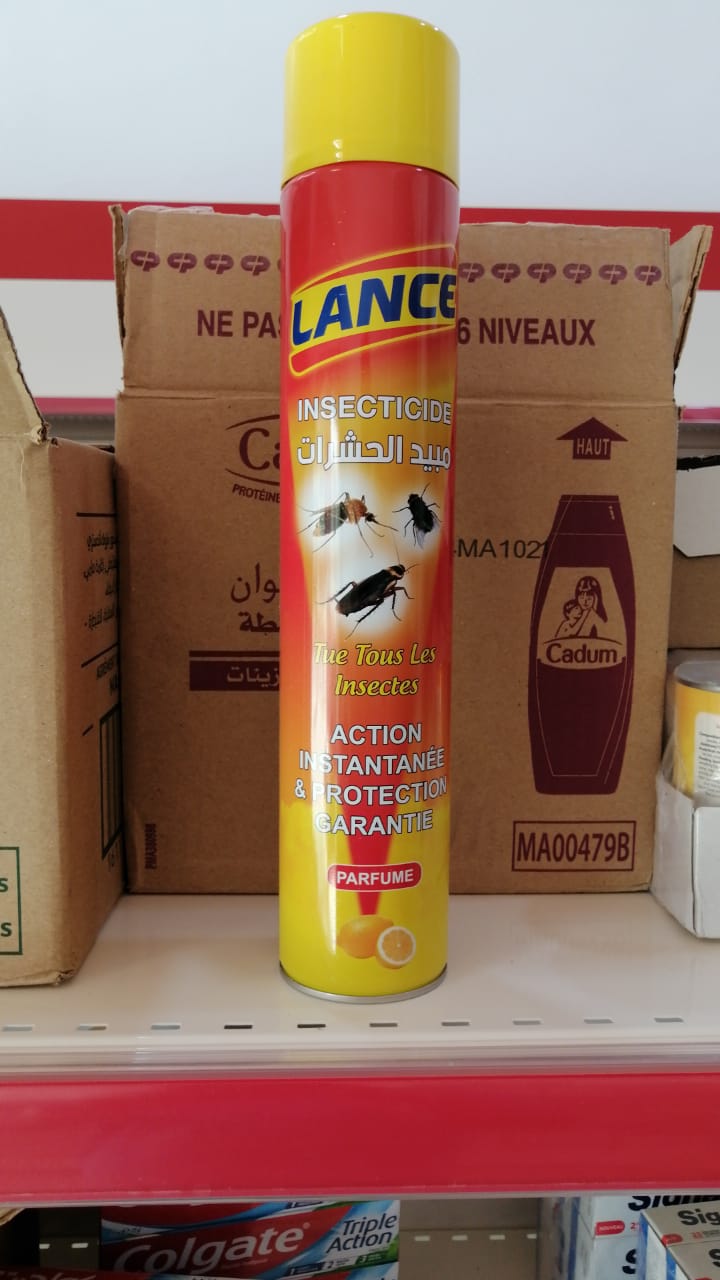 LANCE
INSECTICIDE
مبيد الحشرات
Tue Tous Les
Insectes
ACTION
INSTANTANÉE
& PROTECTION
GARANTIE
PARFUME
NE PAS
6 NIVEAUX
HAUT
MA102
Cadum
MA00479B
Colgate
Triple
Action